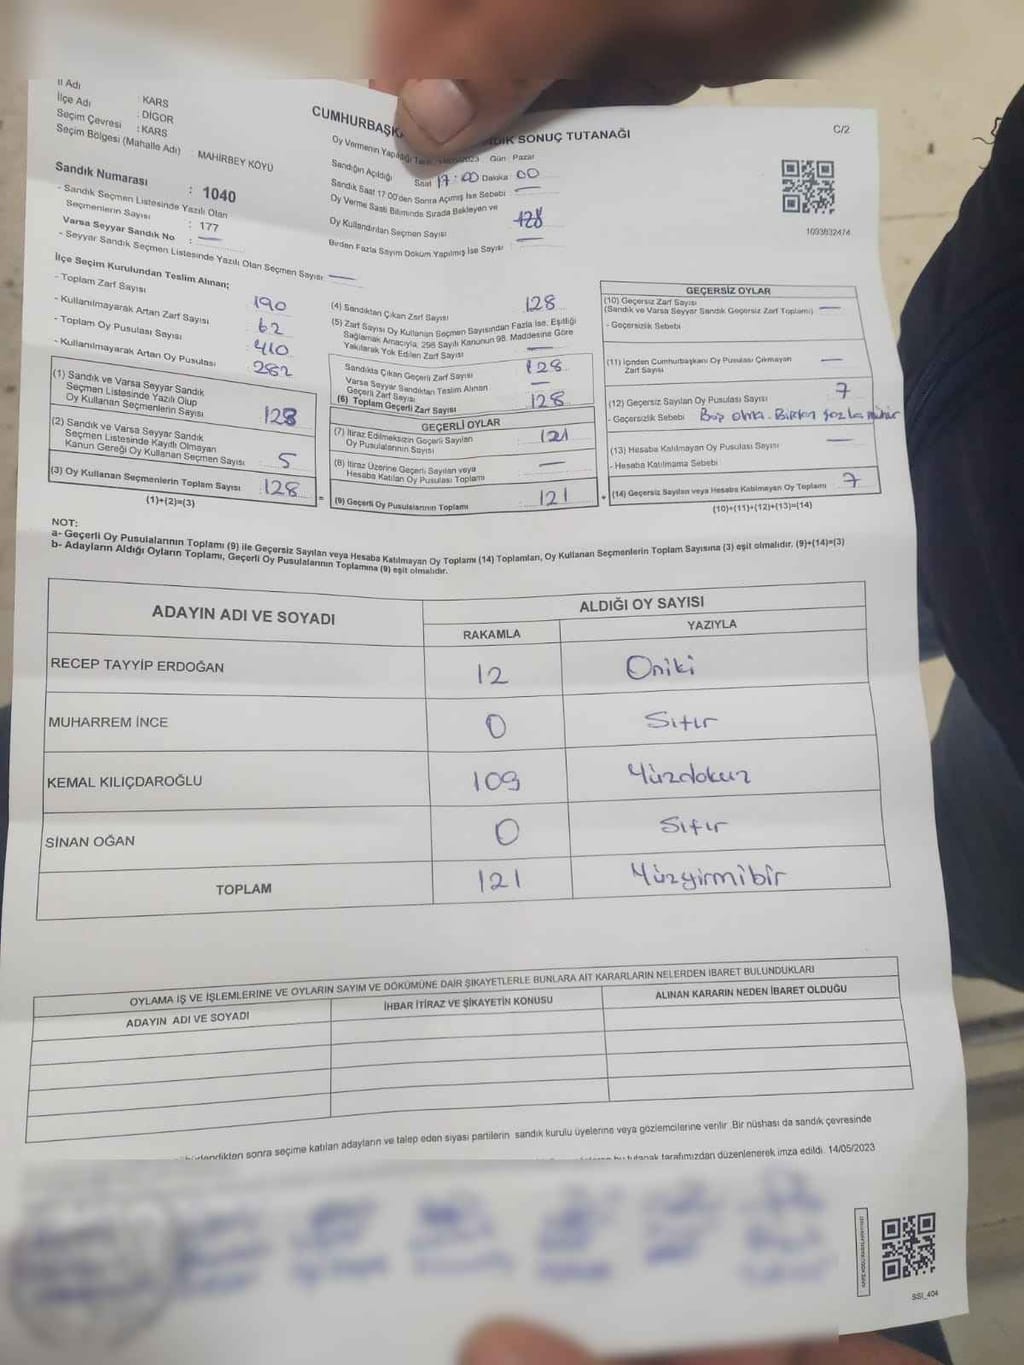 İl Adı : KARS
İlçe Adı : DİGOR
Seçim Çevresi : KARS
Seçim Bölgesi (Mahalle Adı) : MAHİRBEY KÖYÜ
Sandık Numarası : 1040
- Sandık Seçmen Listesinde Yazılı Olan
Seçmenlerin Sayısı : 177
Varsa Seyyar Sandık No : —
- Seyyar Sandık Seçmen Listesinde Yazılı Olan Seçmen Sayısı —
CUMHURBAŞK SONUÇ TUTANAĞI
C/2
Oy Vermenin Yapıldığı Gün Pazar
Sandığın Açıldığı Saat 17:00 Dakika 00
Sandık Saat 17.00'den Sonra Açılmış İse Sebebi —
Oy Verme Saati Bitiminde Sırada Bekleyen ve
Oy Kullandırılan Seçmen Sayısı 128
Birden Fazla Sayım Döküm Yapılmış İse Sayısı —
1093832474
İlçe Seçim Kurulundan Teslim Alınan;
- Toplam Zarf Sayısı 190
- Kullanılmayarak Artan Zarf Sayısı 62
- Toplam Oy Pusulası Sayısı 410
- Kullanılmayarak Artan Oy Pusulası 282
(1) Sandık ve Varsa Seyyar Sandık
Seçmen Listesinde Yazılı Olup
Oy Kullanan Seçmenlerin Sayısı 123
(2) Sandık ve Varsa Seyyar Sandık
Seçmen Listesinde Kayıtlı Olmayan
Kanun Gereği Oy Kullanan Seçmen Sayısı 5
(3) Oy Kullanan Seçmenlerin Toplam Sayısı 128
(1)+(2)=(3)
(4) Sandıktan Çıkan Zarf Sayısı 128
(5) Zarf Sayısı Oy Kullanan Seçmen Sayısından Fazla İse, Eşitliği
Sağlamak Amacıyla, 298 Sayılı Kanunun 98. Maddesine Göre
Yakılarak Yok Edilen Zarf Sayısı —
Sandıkta Çıkan Geçerli Zarf Sayısı 128
Varsa Seyyar Sandıktan Teslim Alınan
Geçerli Zarf Sayısı —
(6) Toplam Geçerli Zarf Sayısı 128
GEÇERLİ OYLAR
(7) İtiraz Edilmeksizin Geçerli Sayılan
Oy Pusulalarının Sayısı 121
(8) İtiraz Üzerine Geçerli Sayılan veya
Hesaba Katılan Oy Pusulası Toplamı —
= (9) Geçerli Oy Pusulalarının Toplamı 121
GEÇERSİZ OYLAR
(10) Geçersiz Zarf Sayısı
(Sandık ve Varsa Seyyar Sandık Geçersiz Zarf Toplamı) —
- Geçersizlik Sebebi
(11) İçinden Cumhurbaşkanı Oy Pusulası Çıkmayan
Zarf Sayısı —
(12) Geçersiz Sayılan Oy Pusulası Sayısı 7
- Geçersizlik Sebebi Boş olma. Birden fazla mühür
(13) Hesaba Katılmayan Oy Pusulası Sayısı —
- Hesaba Katılmama Sebebi
+ (14) Geçersiz Sayılan veya Hesaba Katılmayan Oy Toplamı 7
(10)+(11)+(12)+(13)=(14)
NOT:
a- Geçerli Oy Pusulalarının Toplamı (9) ile Geçersiz Sayılan veya Hesaba Katılmayan Oy Toplamı (14) Toplamları, Oy Kullanan Seçmenlerin Toplam Sayısına (3) eşit olmalıdır. (9)+(14)=(3)
b- Adayların Aldığı Oyların Toplamı, Geçerli Oy Pusulalarının Toplamına (9) eşit olmalıdır.
ADAYIN ADI VE SOYADI ALDIĞI OY SAYISI
RAKAMLA YAZIYLA
RECEP TAYYİP ERDOĞAN 12 Oniki
MUHARREM İNCE 0 Sıfır
KEMAL KILIÇDAROĞLU 109 Yüzdokuz
SİNAN OĞAN 0 Sıfır
TOPLAM 121 Yüzyirmibir
OYLAMA İŞ VE İŞLEMLERİNE VE OYLARIN SAYIM VE DÖKÜMÜNE DAİR ŞİKAYETLERLE BUNLARA AİT KARARLARIN NELERDEN İBARET BULUNDUKLARI
ADAYIN ADI VE SOYADI İHBAR İTİRAZ VE ŞİKAYETİN KONUSU ALINAN KARARIN NEDEN İBARET OLDUĞU
sonra seçime katılan adayların ve talep eden siyasi partilerin sandık kurulu üyelerine veya gözlemcilerine verilir. Bir nüshası da sandık çevresinde
tutanak tarafımızdan düzenlenerek imza edildi. 14/05/2023
SSI_404